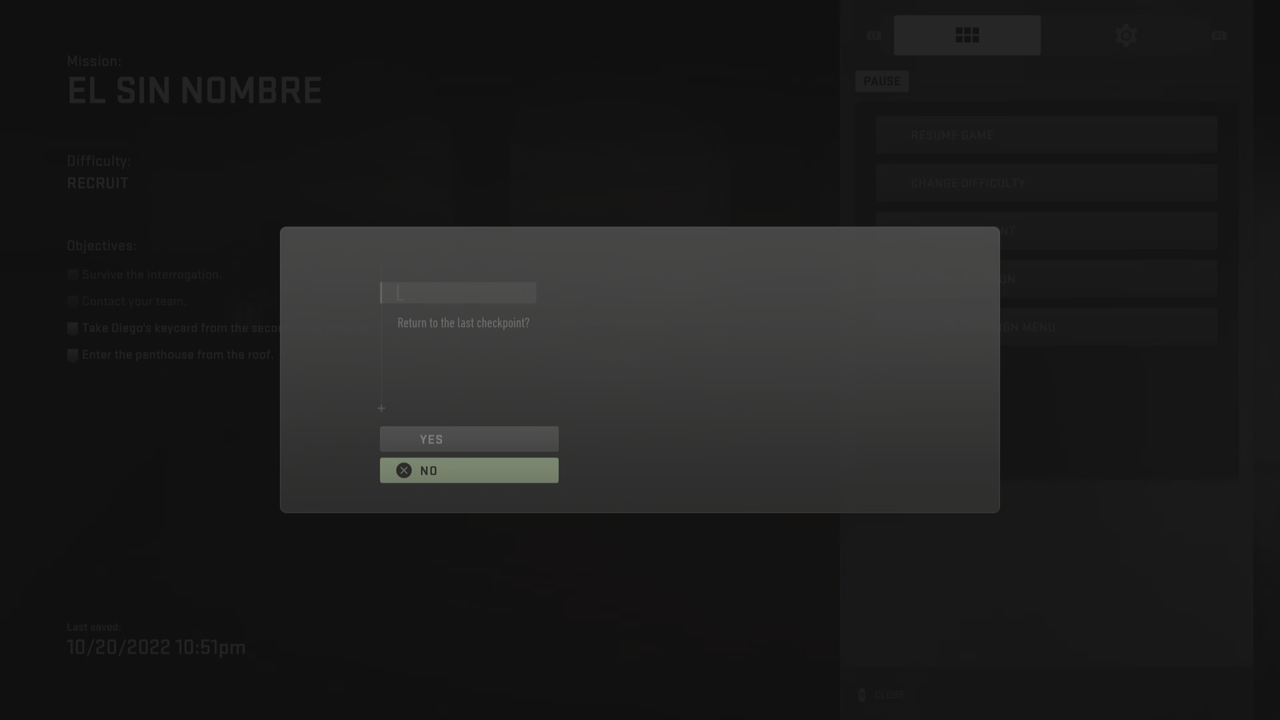 Mission:
EL SIN NOMBRE
Difficulty:
RECRUIT
Objectives:
Survive the interrogation.
Contact your team.
Take Diego's keycard from the
Enter the penthouse from the roof
Last saved:
10/20/2022 10:51pm
PAUSE
RESUME GAME
CHANGE DIFFICULTY
MENU
CLOSE
Return to the last checkpoint?
YES
NO